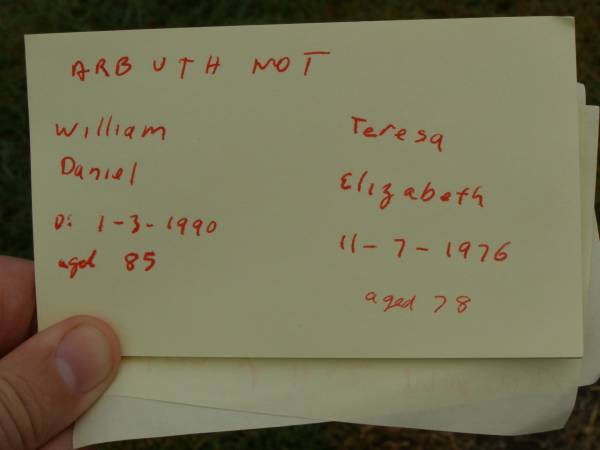 ARBUTHNOT
William
Daniel
D: 1-3-1990
aged 85
Teresa
Elizabeth
11-7-1976
aged 78